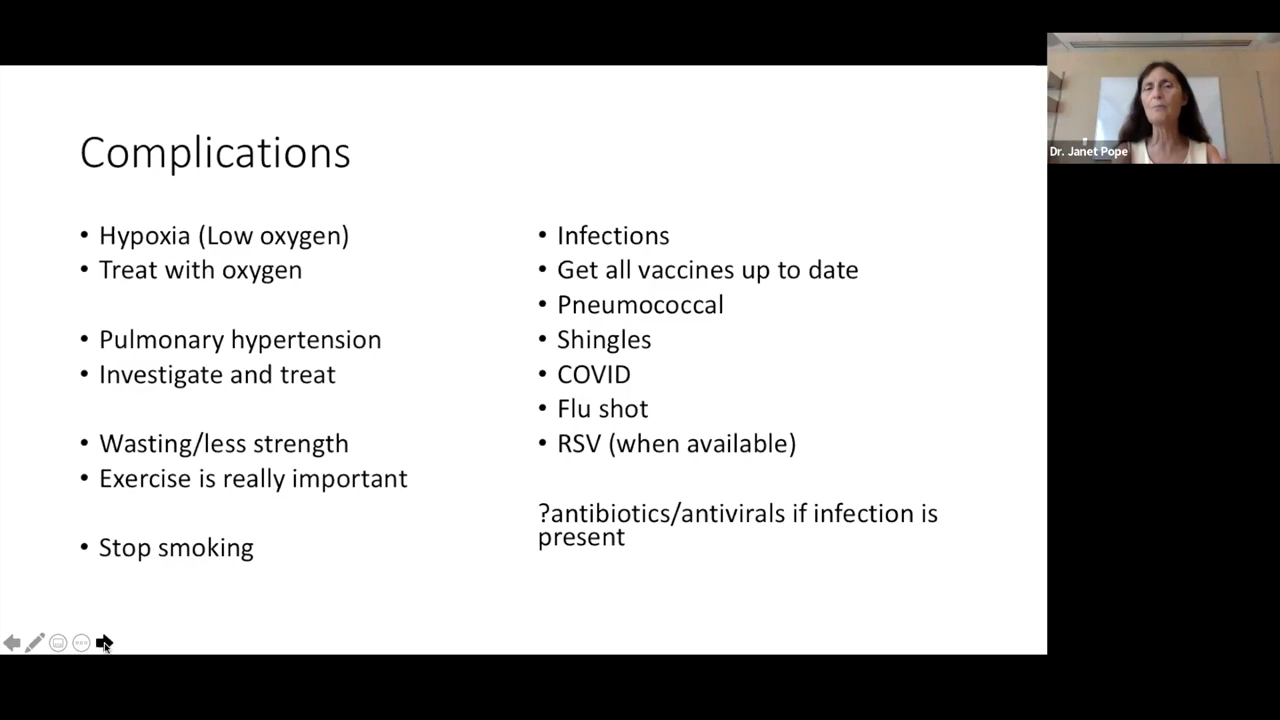 Complications
• Hypoxia (Low oxygen)
• Treat with oxygen
• Pulmonary hypertension
• Investigate and treat
• Wasting/less strength
• Exercise is really important
• Stop smoking
• Infections
• Get all vaccines up to date
• Pneumococcal
• Shingles
• COVID
• Flu shot
• RSV (when available)
?antibiotics/antivirals if infection is
present
Dr. Janet Pope